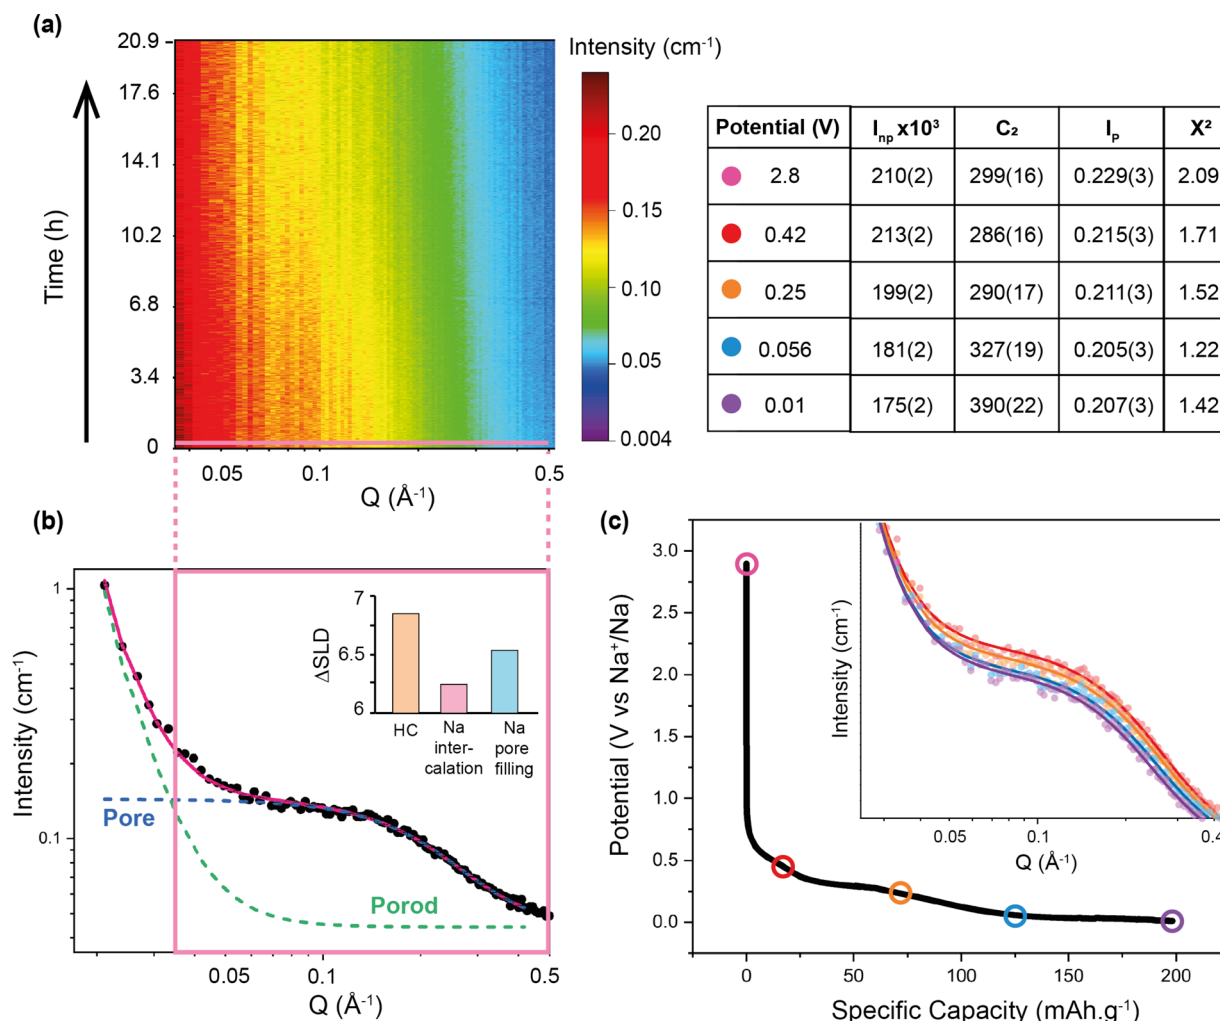 (a)
Intensity (cm⁻¹)
20.9
17.6
14.1
10.2
6.8
3.4
0
Time (h)
0.20
0.15
0.10
0.05
0.004
0.05 0.1 0.5
Q (Å⁻¹)
Potential (V) Iₙₚ x10³ C₂ Iₚ X²
2.8 210(2) 299(16) 0.229(3) 2.09
0.42 213(2) 286(16) 0.215(3) 1.71
0.25 199(2) 290(17) 0.211(3) 1.52
0.056 181(2) 327(19) 0.205(3) 1.22
0.01 175(2) 390(22) 0.207(3) 1.42
(b)
1
0.1
Intensity (cm⁻¹)
7
6.5
6
ΔSLD
HC
Na
inter-
calation
Na
pore
filling
Pore
Porod
0.05 0.1 0.5
Q (Å⁻¹)
(c)
3.0
2.5
2.0
1.5
1.0
0.5
0.0
Potential (V vs Na⁺/Na)
Intensity (cm⁻¹)
0.05 0.1 0.4
Q (Å⁻¹)
0 50 100 150 200
Specific Capacity (mAh.g⁻¹)